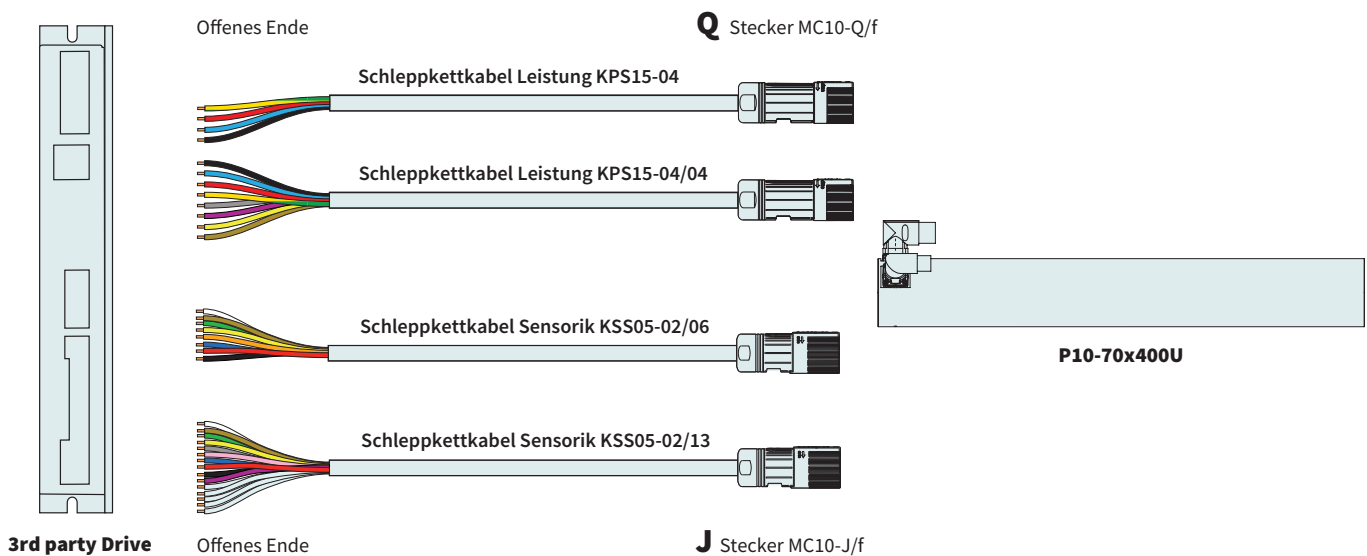 Offenes Ende
Q Stecker MC10-Q/f
Schleppkettkabel Leistung KPS15-04
Schleppkettkabel Leistung KPS15-04/04
Schleppkettkabel Sensorik KSS05-02/06
P10-70x400U
Schleppkettkabel Sensorik KSS05-02/13
3rd party Drive
Offenes Ende
J Stecker MC10-J/f